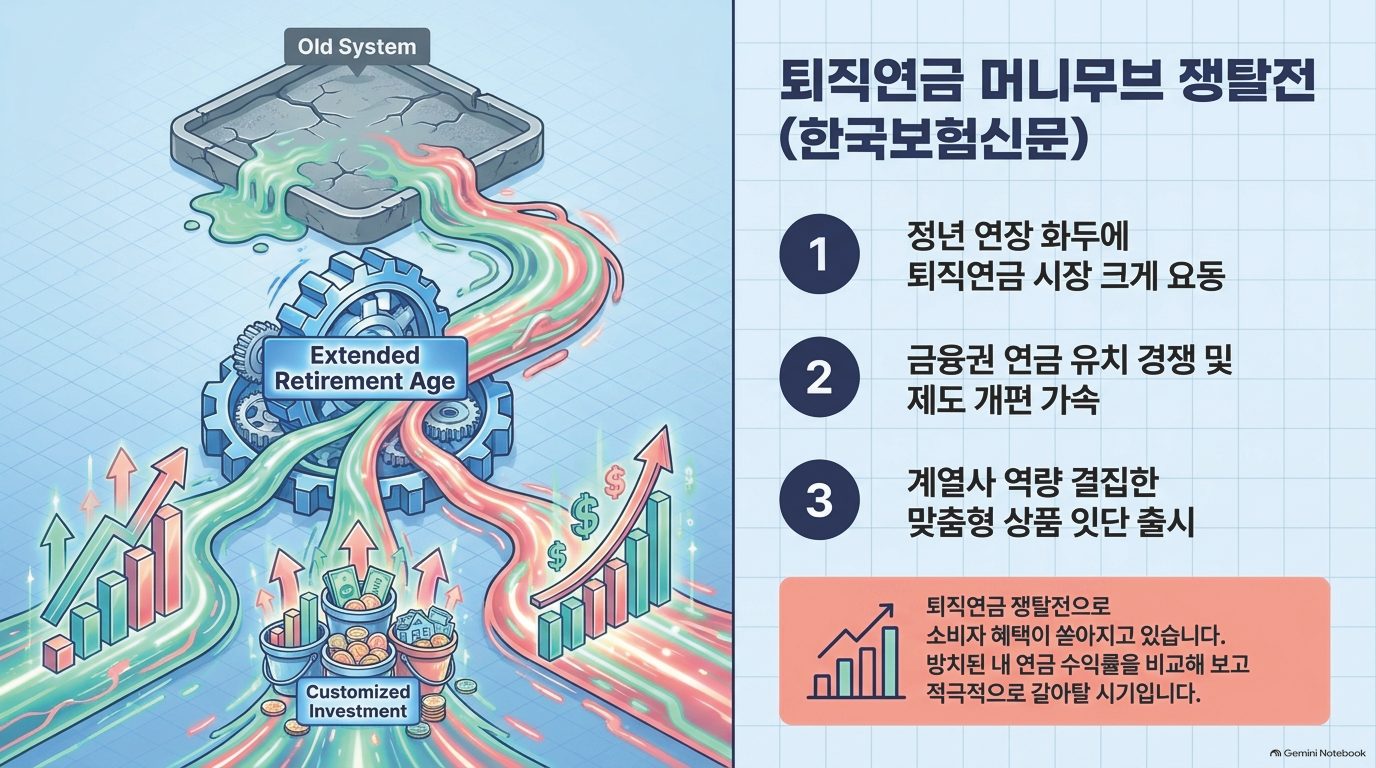 Old System
Extended
Retirement Age
Customized
Investment
퇴직연금 머니무브 쟁탈전
(한국보험신문)
1
정년 연장 화두에
퇴직연금 시장 크게 요동
2
금융권 연금 유치 경쟁 및
제도 개편 가속
3
계열사 역량 결집한
맞춤형 상품 잇단 출시
퇴직연금 쟁탈전으로
소비자 혜택이 쏟아지고 있습니다.
방치된 내 연금 수익률을 비교해 보고
적극적으로 갈아탈 시기입니다.
Gemini Notebook